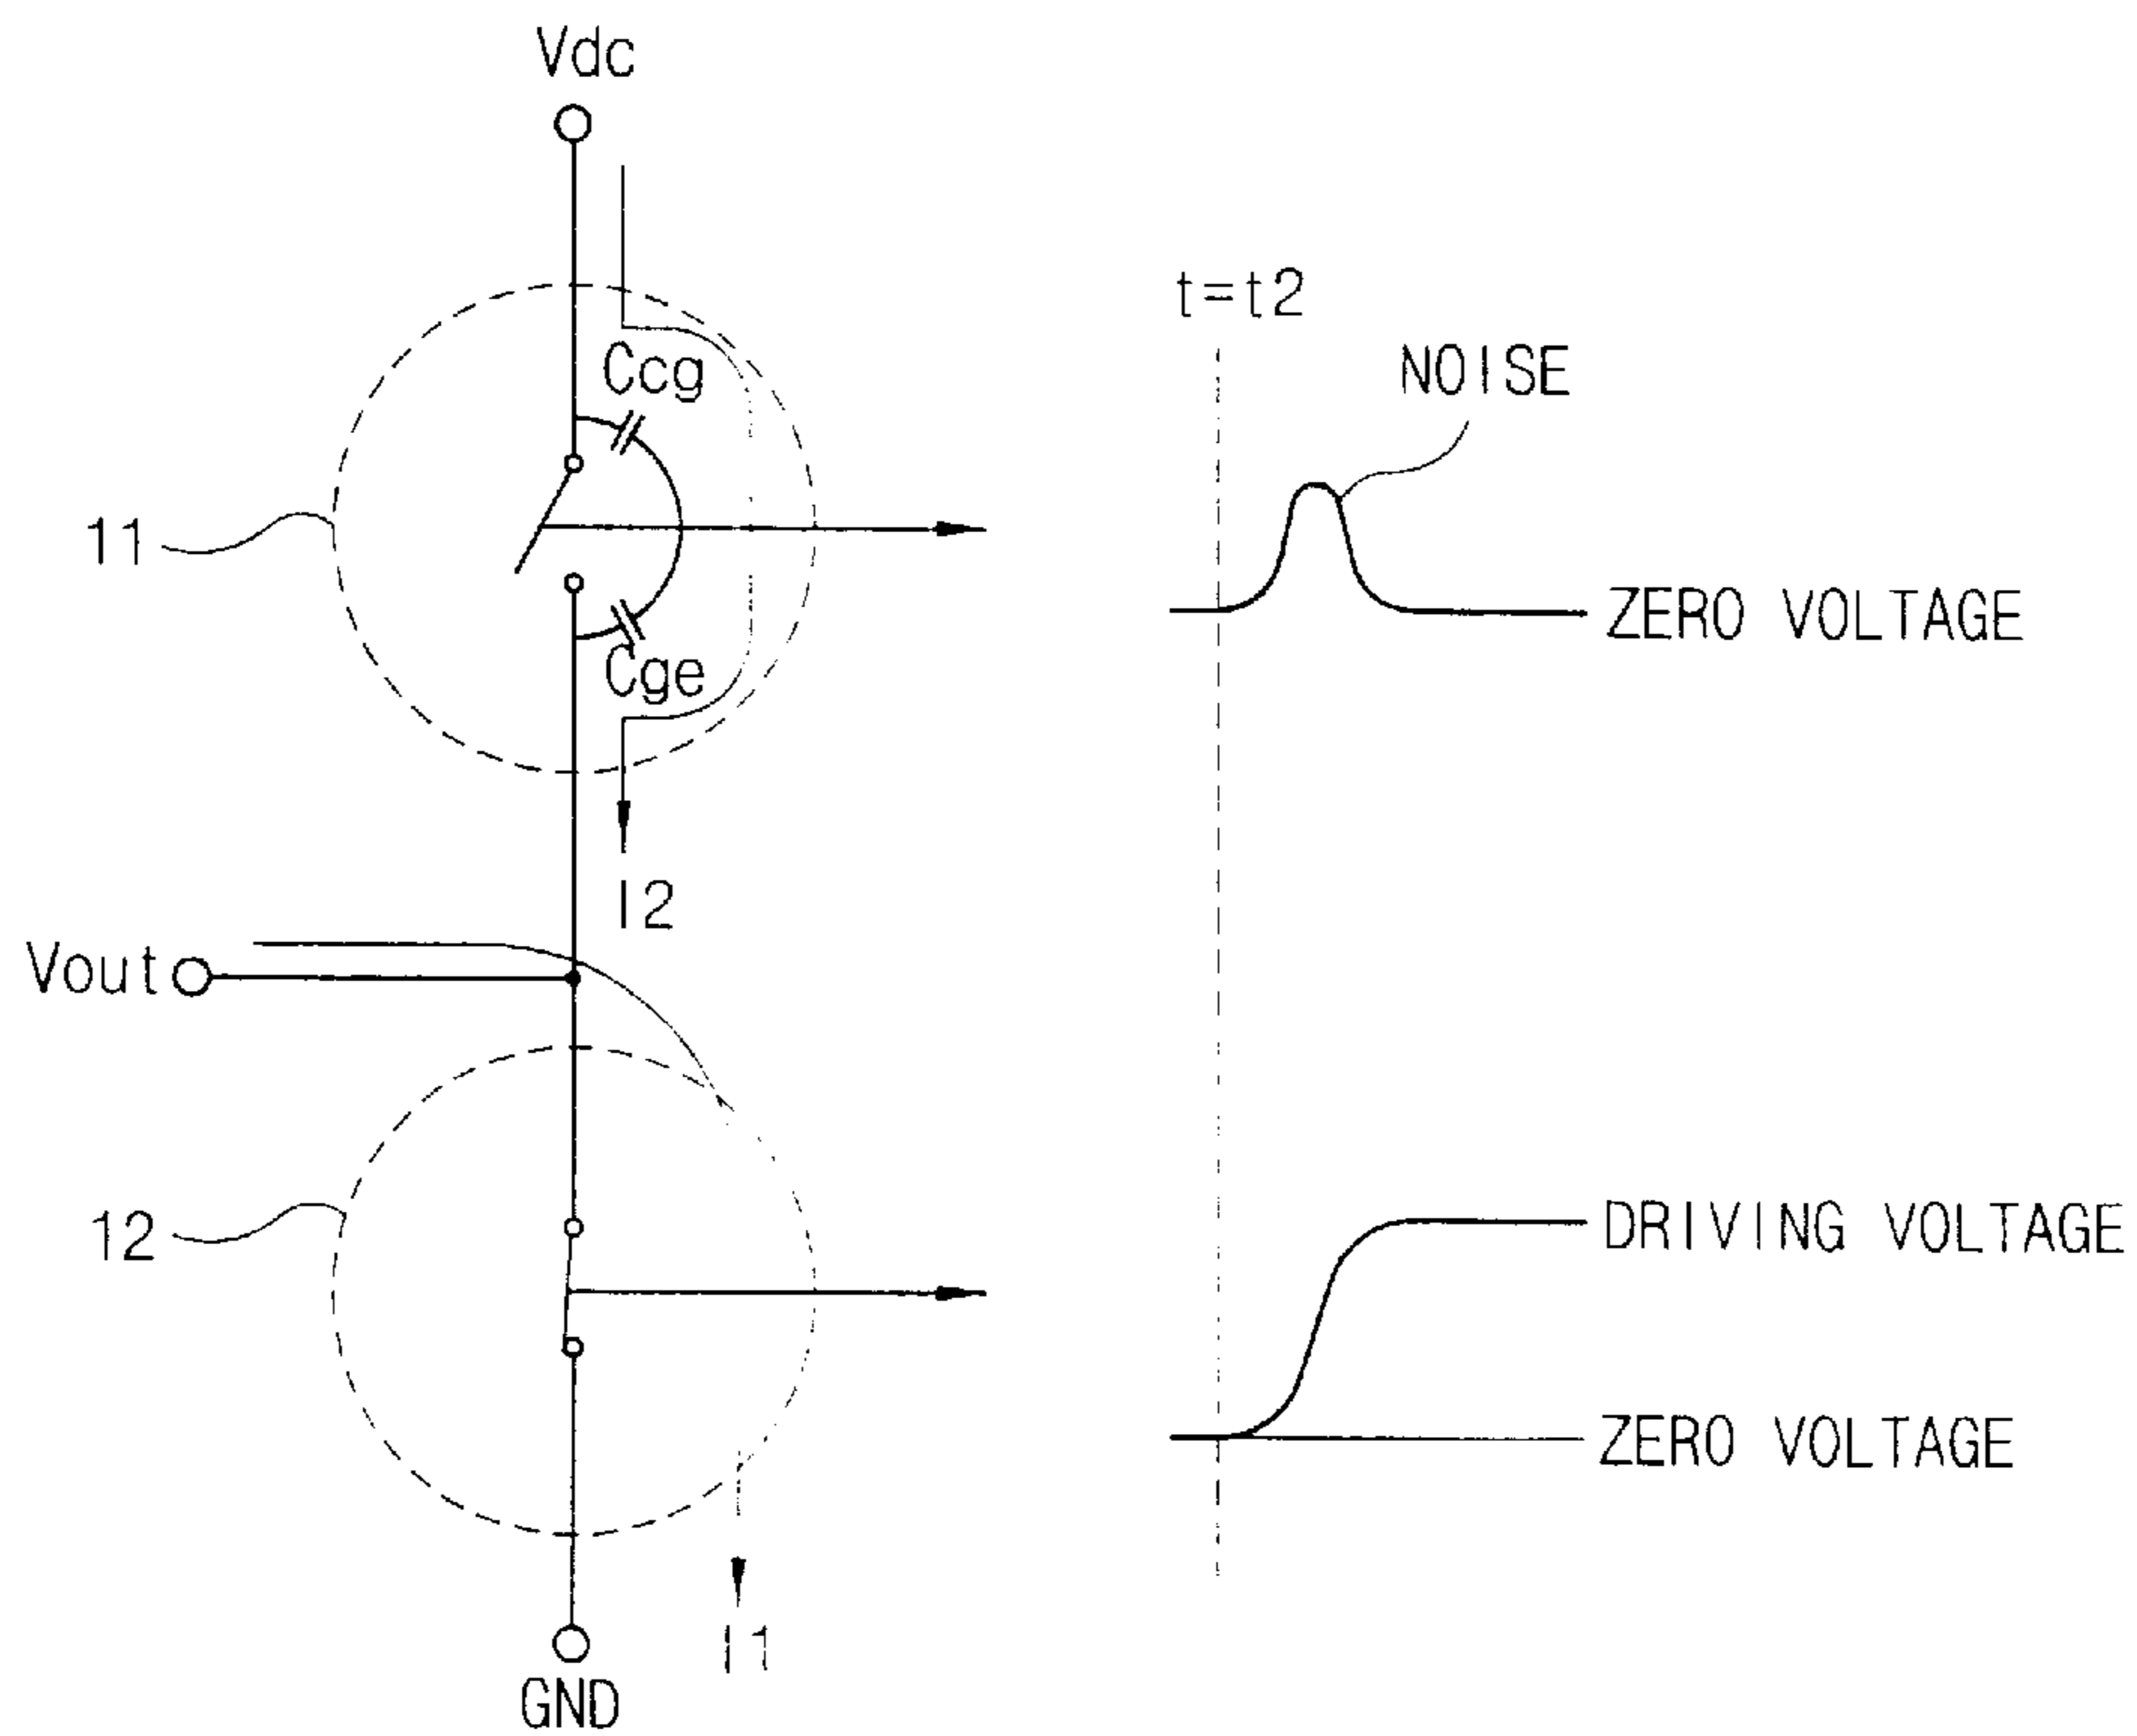 Vdc
t=t2
Ccg
NOISE
11
ZERO VOLTAGE
Cge
I2
Vout
12
DRIVING VOLTAGE
ZERO VOLTAGE
I1
GND